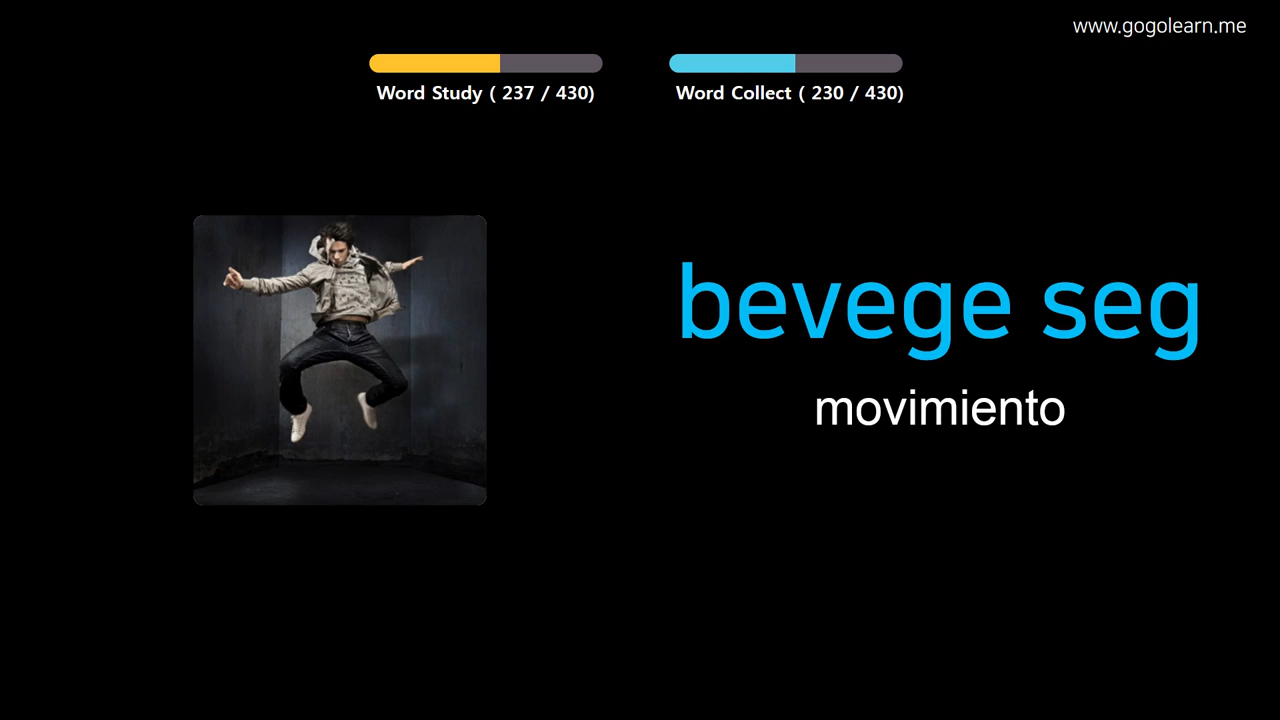 www.gogolearn.me
Word Study ( 237 / 430)
Word Collect ( 230 / 430)
bevege seg
movimiento